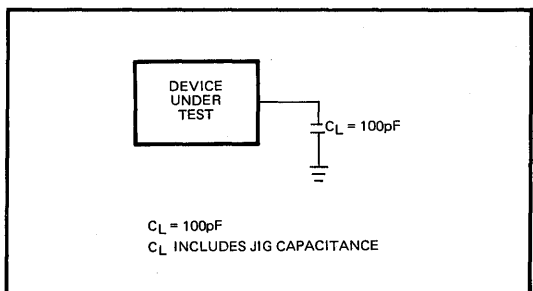 DEVICE
UNDER
TEST
CL = 100pF
CL = 100pF
CL INCLUDES JIG CAPACITANCE